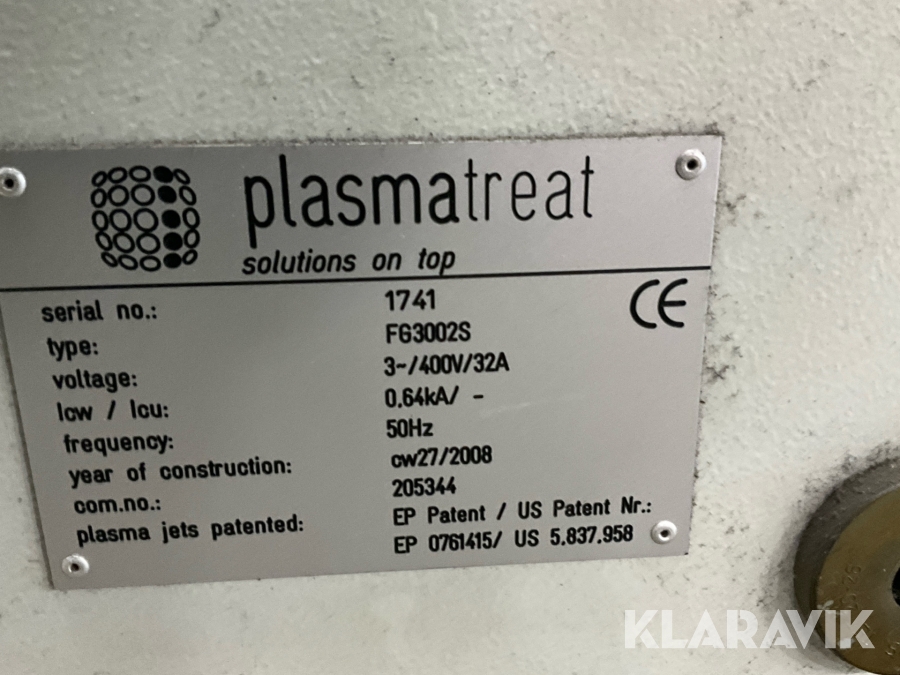 plasmatreat
solutions on top
CE
serial no.: 1741
type: FG3002S
voltage: 3~/400V/32A
Icw / Icu: 0.64kA/ -
frequency: 50Hz
year of construction: cw27/2008
com.no.: 205344
plasma jets patented: EP Patent / US Patent Nr.:
EP 0761415/ US 5.837.958
KLARAVIK